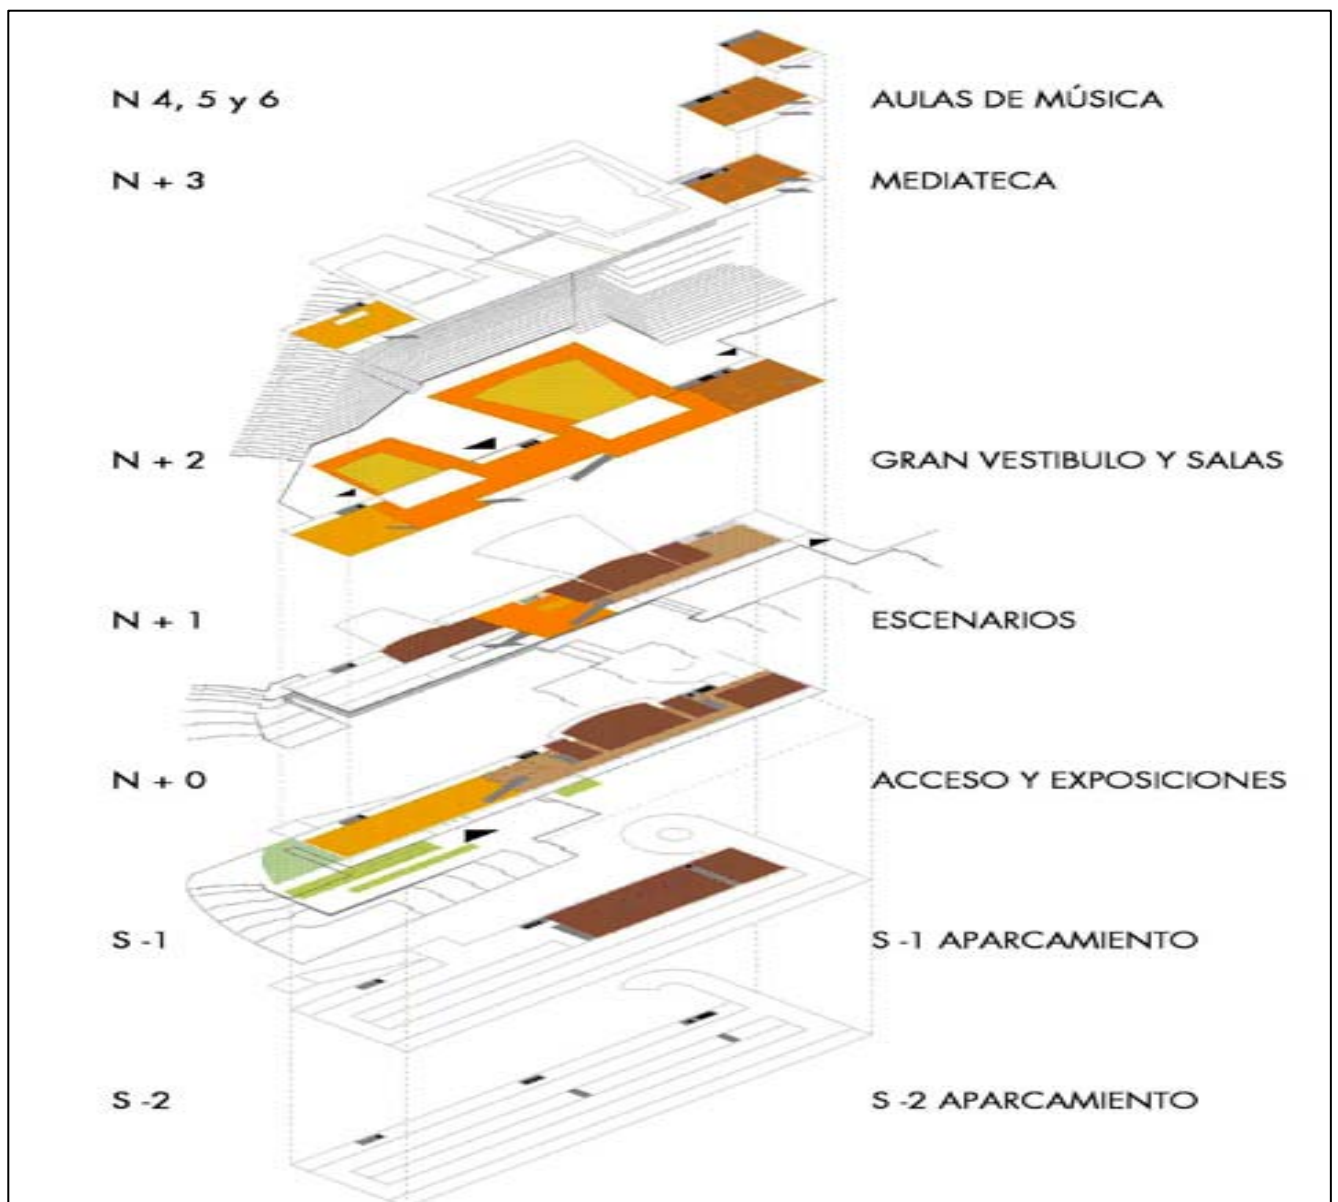 N 4, 5 y 6 AULAS DE MÚSICA
N + 3 MEDIATECA
N + 2 GRAN VESTIBULO Y SALAS
N + 1 ESCENARIOS
N + 0 ACCESO Y EXPOSICIONES
S -1 S -1 APARCAMIENTO
S -2 S -2 APARCAMIENTO